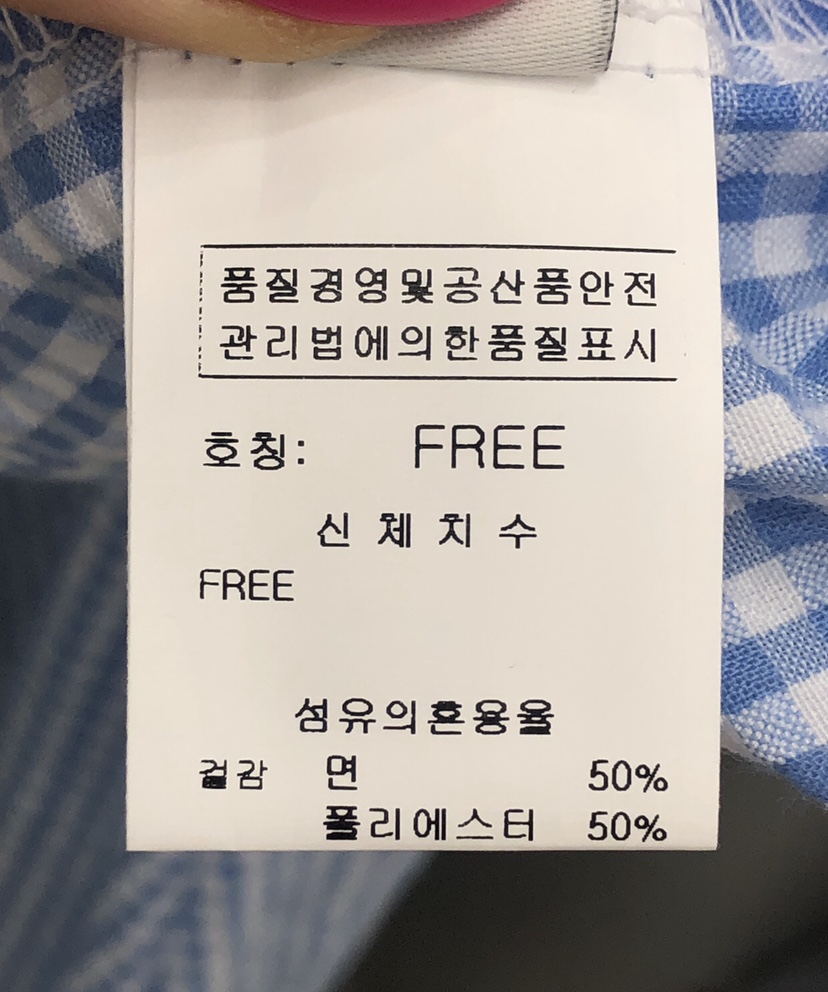 품질경영및공산품안전
관리법에의한품질표시
호칭: FREE
신 체 치 수
FREE
섬유의혼용율
겉감 면 50%
폴리에스터 50%